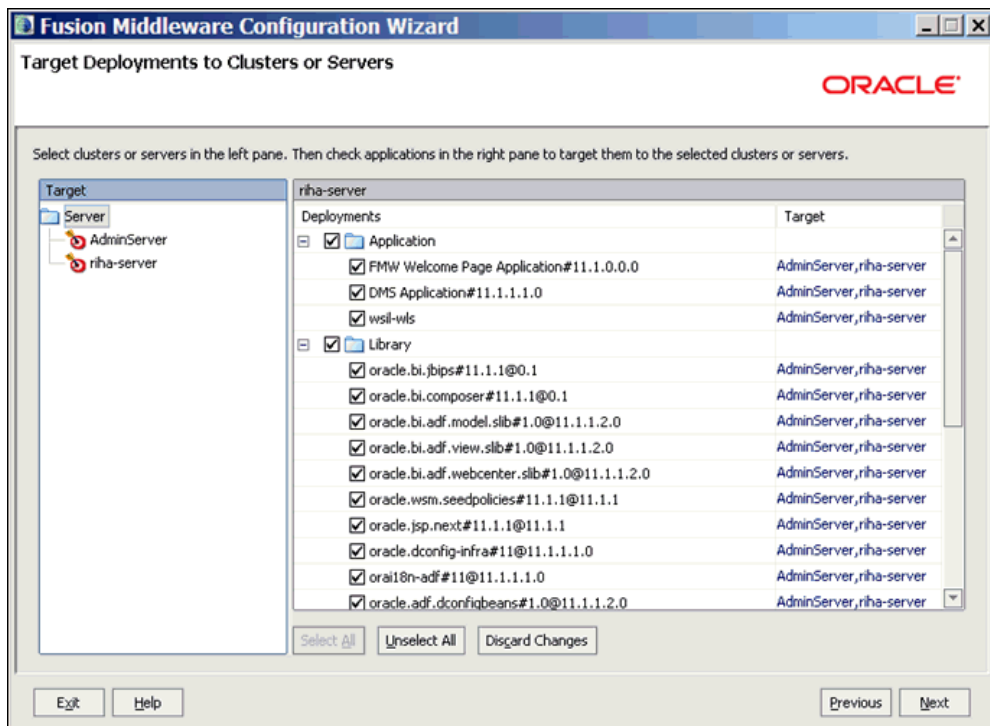 Fusion Middleware Configuration Wizard
Target Deployments to Clusters or Servers
ORACLE
Select clusters or servers in the left pane. Then check applications in the right pane to target them to the selected clusters or servers.
Target
Server
AdminServer
riha-server
riha-server
Deployments Target
Application
FMW Welcome Page Application#11.1.0.0.0 AdminServer,riha-server
DMS Application#11.1.1.1.0 AdminServer,riha-server
wsil-wls AdminServer,riha-server
Library
oracle.bi.jbips#11.1.1@0.1 AdminServer,riha-server
oracle.bi.composer#11.1.1@0.1 AdminServer,riha-server
oracle.bi.adf.model.slib#1.0@11.1.1.2.0 AdminServer,riha-server
oracle.bi.adf.view.slib#1.0@11.1.1.2.0 AdminServer,riha-server
oracle.bi.adf.webcenter.slib#1.0@11.1.1.2.0 AdminServer,riha-server
oracle.wsm.seedpolicies#11.1.1@11.1.1 AdminServer,riha-server
oracle.jsp.next#11.1.1@11.1.1 AdminServer,riha-server
oracle.dconfig-infra#11@11.1.1.1.0 AdminServer,riha-server
orai18n-adf#11@11.1.1.1.0 AdminServer,riha-server
oracle.adf.dconfigbeans#1.0@11.1.1.2.0 AdminServer,riha-server
Select All Unselect All Discard Changes
Exit Help Previous Next